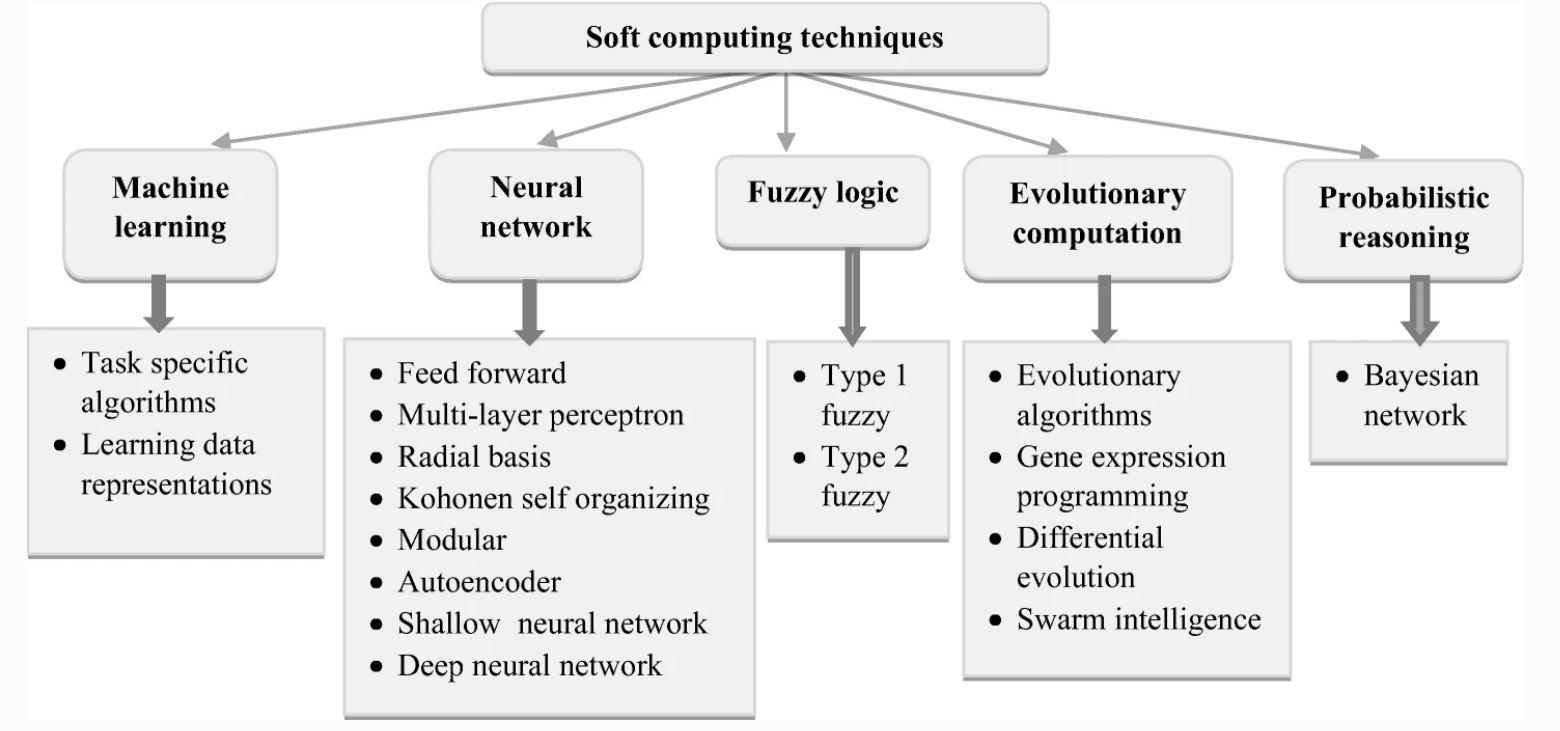 Soft computing techniques
Machine
learning
Neural
network
Fuzzy logic
Evolutionary
computation
Probabilistic
reasoning
• Task specific
algorithms
• Learning data
representations
• Feed forward
• Multi-layer perceptron
• Radial basis
• Kohonen self organizing
• Modular
• Autoencoder
• Shallow neural network
• Deep neural network
• Type 1
fuzzy
• Type 2
fuzzy
• Evolutionary
algorithms
• Gene expression
programming
• Differential
evolution
• Swarm intelligence
• Bayesian
network